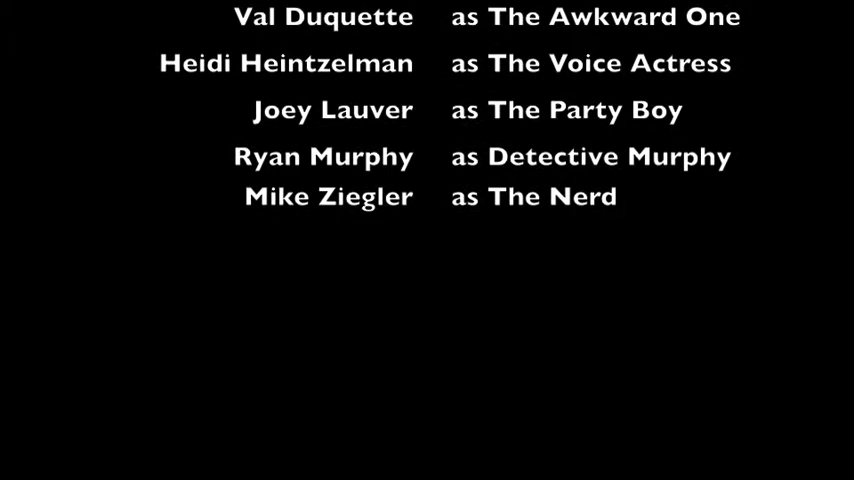 Val Duquette as The Awkward One
Heidi Heintzelman as The Voice Actress
Joey Lauver as The Party Boy
Ryan Murphy as Detective Murphy
Mike Ziegler as The Nerd